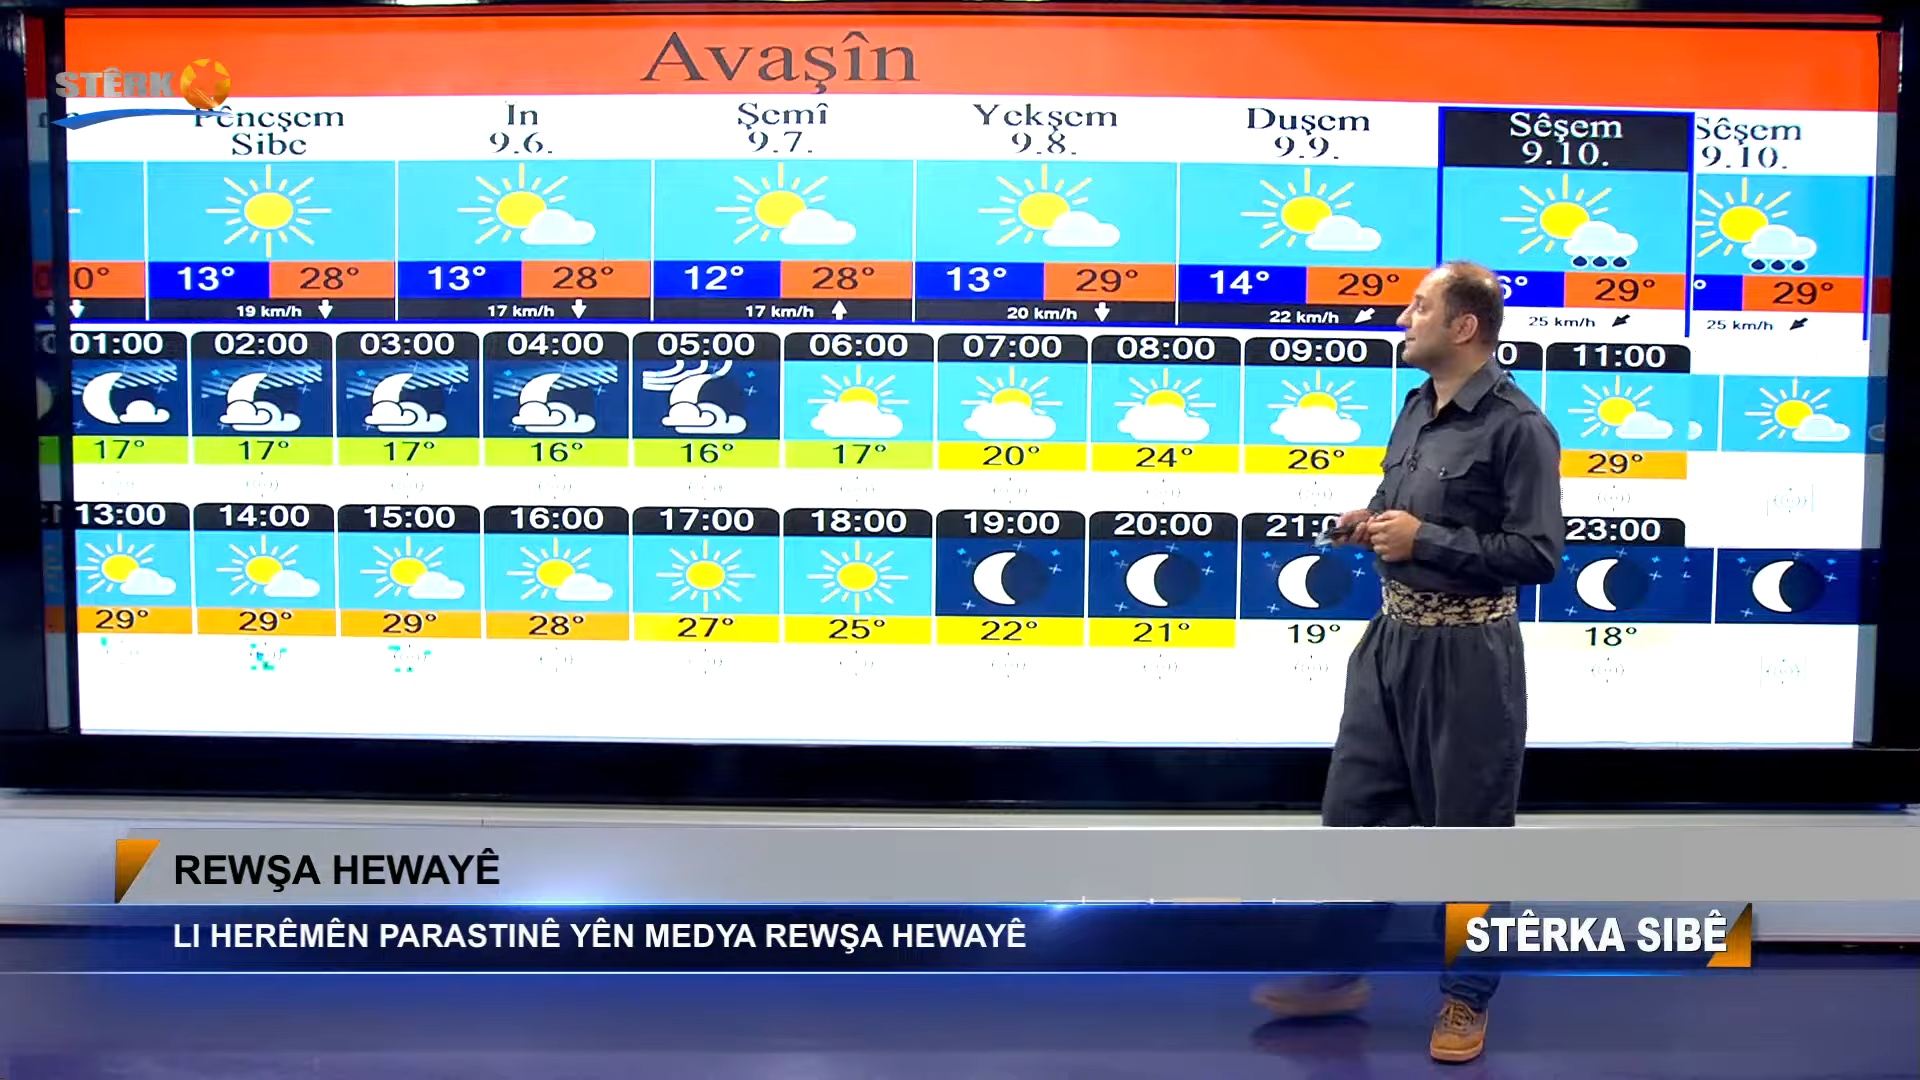 Avaşîn
STÊRK
Pêncşem In Şemî Yekşem Duşem Sêşem Sêşem
Sibe 9.6. 9.7. 9.8. 9.9. 9.10. 9.10.
13° 28° 13° 28° 12° 28° 13° 29° 14° 29° 29° 29°
19 km/h 17 km/h 17 km/h 20 km/h 22 km/h 25 km/h 25 km/h
01:00 02:00 03:00 04:00 05:00 06:00 07:00 08:00 09:00 11:00
17° 17° 17° 16° 16° 17° 20° 24° 26° 29°
13:00 14:00 15:00 16:00 17:00 18:00 19:00 20:00 23:00
29° 29° 29° 28° 27° 25° 22° 21° 19° 18°
REWŞA HEWAYÊ
LI HERÊMÊN PARASTINÊ YÊN MEDYA REWŞA HEWAYÊ
STÊRKA SIBÊ